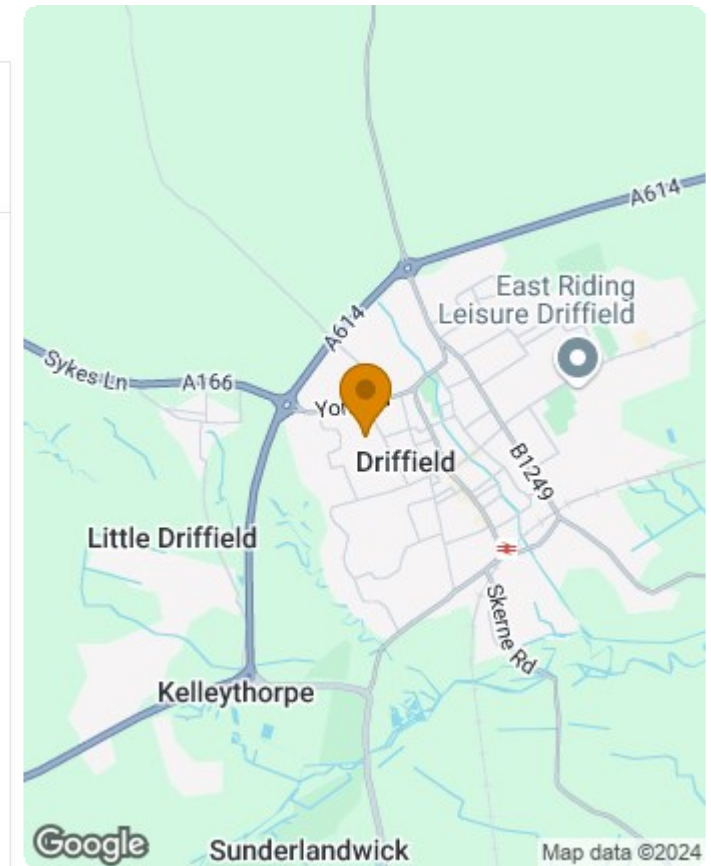 A614
East Riding
Leisure Driffield
A614
Sykes Ln
A166
Driffield
B1249
Little Driffield
Skerne Rd
Kelleythorpe
Google
Sunderlandwick
Map data ©2024